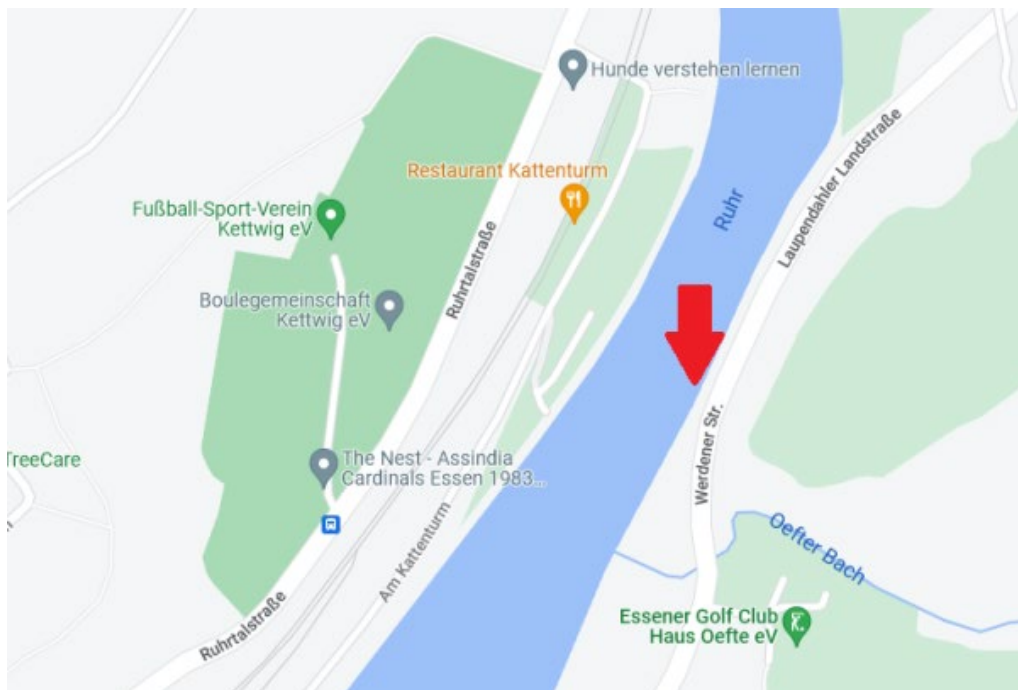 Hunde verstehen lernen
Restaurant Kattenturm
Fußball-Sport-Verein
Kettwig eV
Boulegemeinschaft
Kettwig eV
Ruhrtalstraße
Ruhr
Laupendahler Landstraße
The Nest - Assindia
Cardinals Essen 1983...
TreeCare
Werdener Str.
Am Kattenturm
Oefter Bach
Essener Golf Club
Haus Oefte eV
Ruhrtalstraße